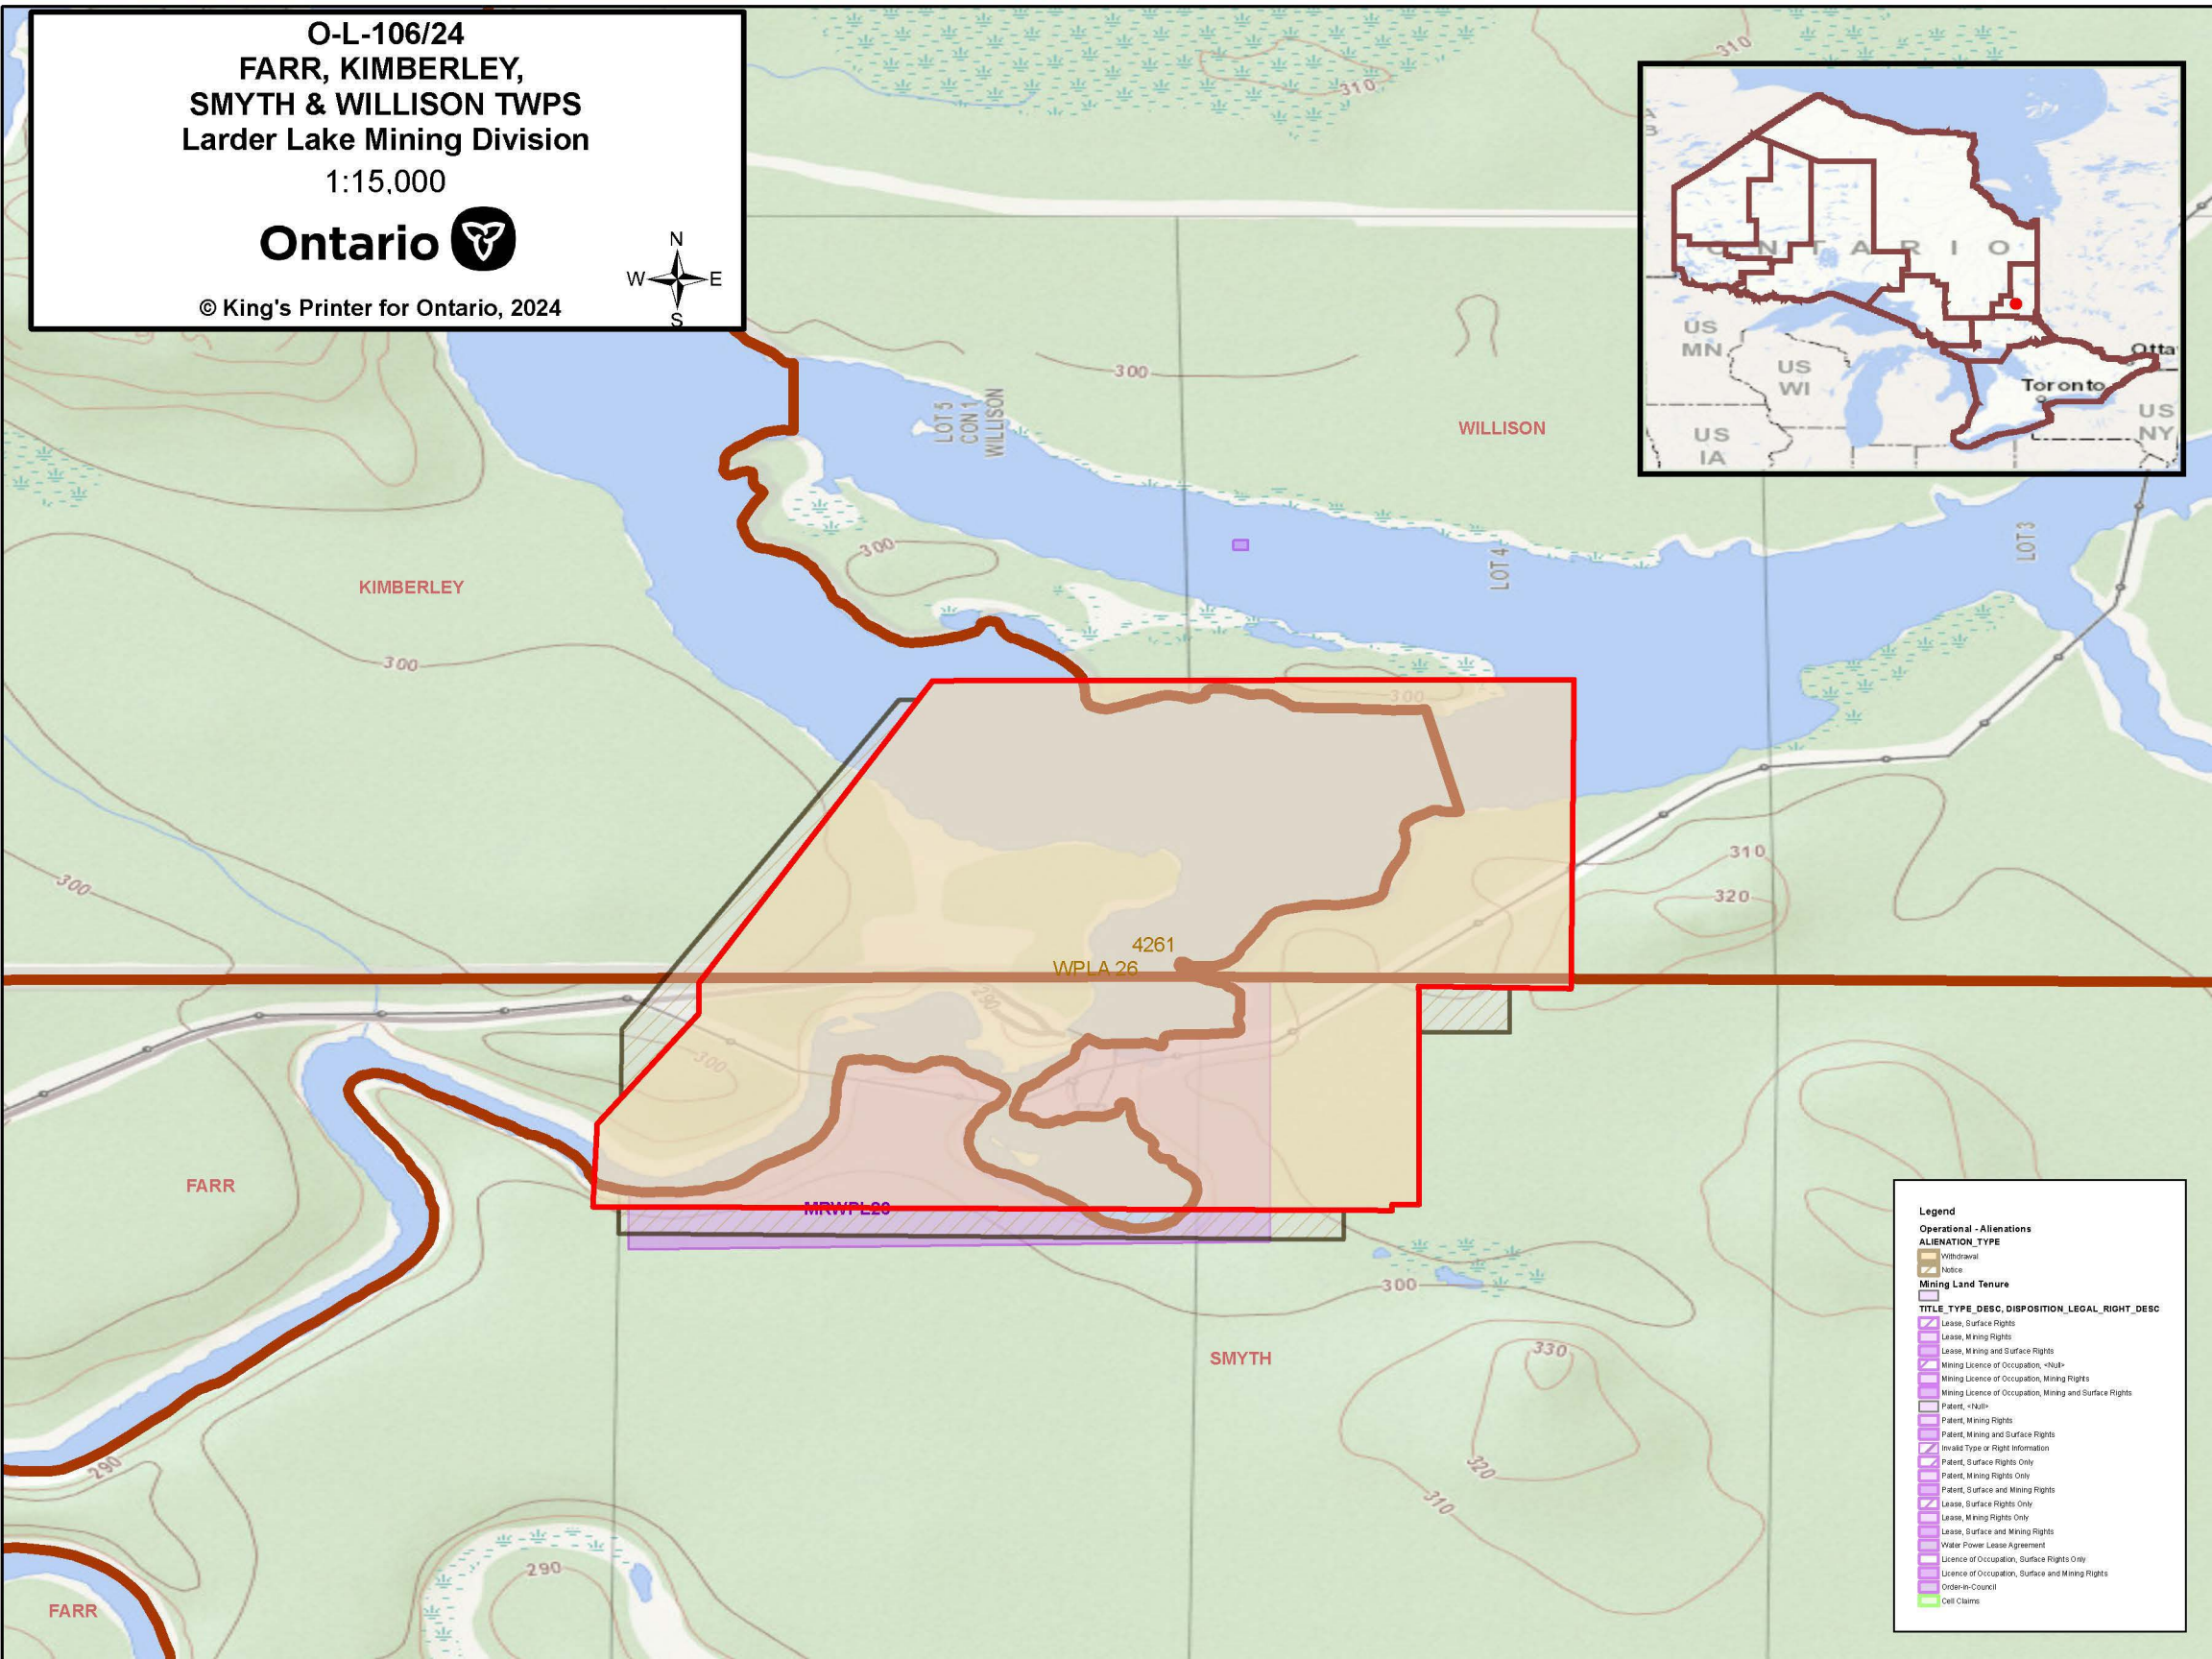 O-L-106/24
FARR, KIMBERLEY,
SMYTH & WILLISON TWPS
Larder Lake Mining Division
1:15,000
Ontario
© King's Printer for Ontario, 2024
N
W
E
S
310
310
ONTARIO
US
MN
US
WI
US
IA
Toronto
Otta
US
NY
300
LOT 5
CON 1
WILLISON
WILLISON
300
LOT 4
LOT 3
KIMBERLEY
300
300
300
310
320
4261
WPLA 26
290
300
FARR
MRWPL26
300
SMYTH
330
320
310
290
290
FARR
Legend
Operational - Alienations
ALIENATION_TYPE
Withdrawal
Notice
Mining Land Tenure
TITLE_TYPE_DESC, DISPOSITION_LEGAL_RIGHT_DESC
Lease, Surface Rights
Lease, Mining Rights
Lease, Mining and Surface Rights
Mining Licence of Occupation, <Null>
Mining Licence of Occupation, Mining Rights
Mining Licence of Occupation, Mining and Surface Rights
Patent, <Null>
Patent, Mining Rights
Patent, Mining and Surface Rights
Invalid Type or Right Information
Patent, Surface Rights Only
Patent, Mining Rights Only
Patent, Surface and Mining Rights
Lease, Surface Rights Only
Lease, Mining Rights Only
Lease, Surface and Mining Rights
Water Power Lease Agreement
Licence of Occupation, Surface Rights Only
Licence of Occupation, Surface and Mining Rights
Order-in-Council
Cell Claims